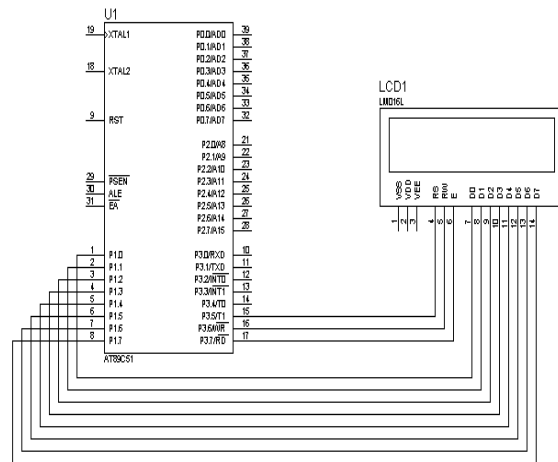 U1
19 XTAL1 P0.0/AD0 39
P0.1/AD1 38
P0.2/AD2 37
18 XTAL2 P0.3/AD3 36
P0.4/AD4 35
P0.5/AD5 34
P0.6/AD6 33
9 RST P0.7/AD7 32
P2.0/A8 21
P2.1/A9 22
P2.2/A10 23
29 PSEN P2.3/A11 24
30 ALE P2.4/A12 25
31 EA P2.5/A13 26
P2.6/A14 27
P2.7/A15 28
1 P1.0 P3.0/RXD 10
2 P1.1 P3.1/TXD 11
3 P1.2 P3.2/INT0 12
4 P1.3 P3.3/INT1 13
5 P1.4 P3.4/T0 14
6 P1.5 P3.5/T1 15
7 P1.6 P3.6/WR 16
8 P1.7 P3.7/RD 17
AT89C51
LCD1
LM016L
VSS VDD VEE RS RW E D0 D1 D2 D3 D4 D5 D6 D7
1 2 3 4 5 6 7 8 9 10 11 12 13 14